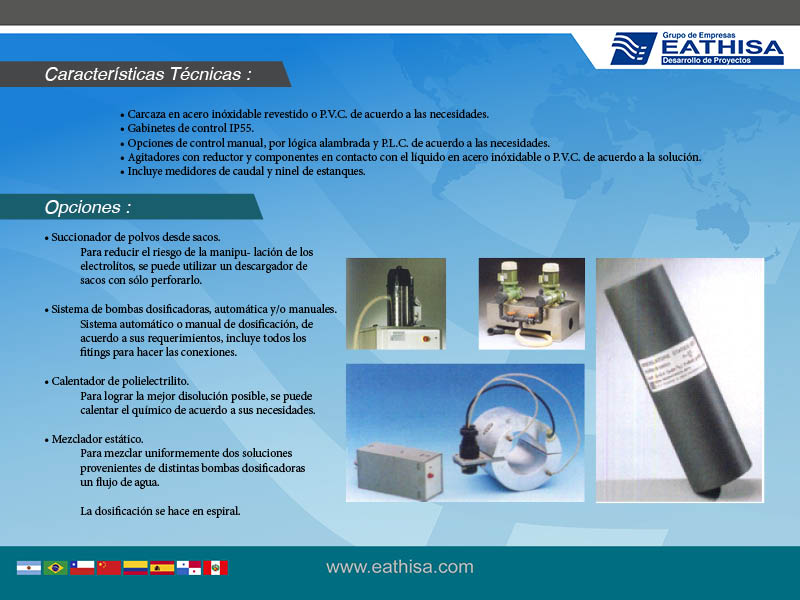 Grupo de Empresas
EATHISA
Desarrollo de Proyectos
Características Técnicas :
• Carcaza en acero inóxidable revestido o P.V.C. de acuerdo a las necesidades.
• Gabinetes de control IP55.
• Opciones de control manual, por lógica alambrada y P.L.C. de acuerdo a las necesidades.
• Agitadores con reductor y componentes en contacto con el líquido en acero inóxidable o P.V.C. de acuerdo a la solución.
• Incluye medidores de caudal y ninel de estanques.
Opciones :
• Succionador de polvos desde sacos.
Para reducir el riesgo de la manipu- lación de los
electrolítos, se puede utilizar un descargador de
sacos con sólo perforarlo.
• Sistema de bombas dosificadoras, automática y/o manuales.
Sistema automático o manual de dosificación, de
acuerdo a sus requerimientos, incluye todos los
fitings para hacer las conexiones.
• Calentador de polielectrilito.
Para lograr la mejor disolución posible, se puede
calentar el químico de acuerdo a sus necesidades.
• Mezclador estático.
Para mezclar uniformemente dos soluciones
provenientes de distintas bombas dosificadoras
un flujo de agua.
La dosificación se hace en espiral.
www.eathisa.com